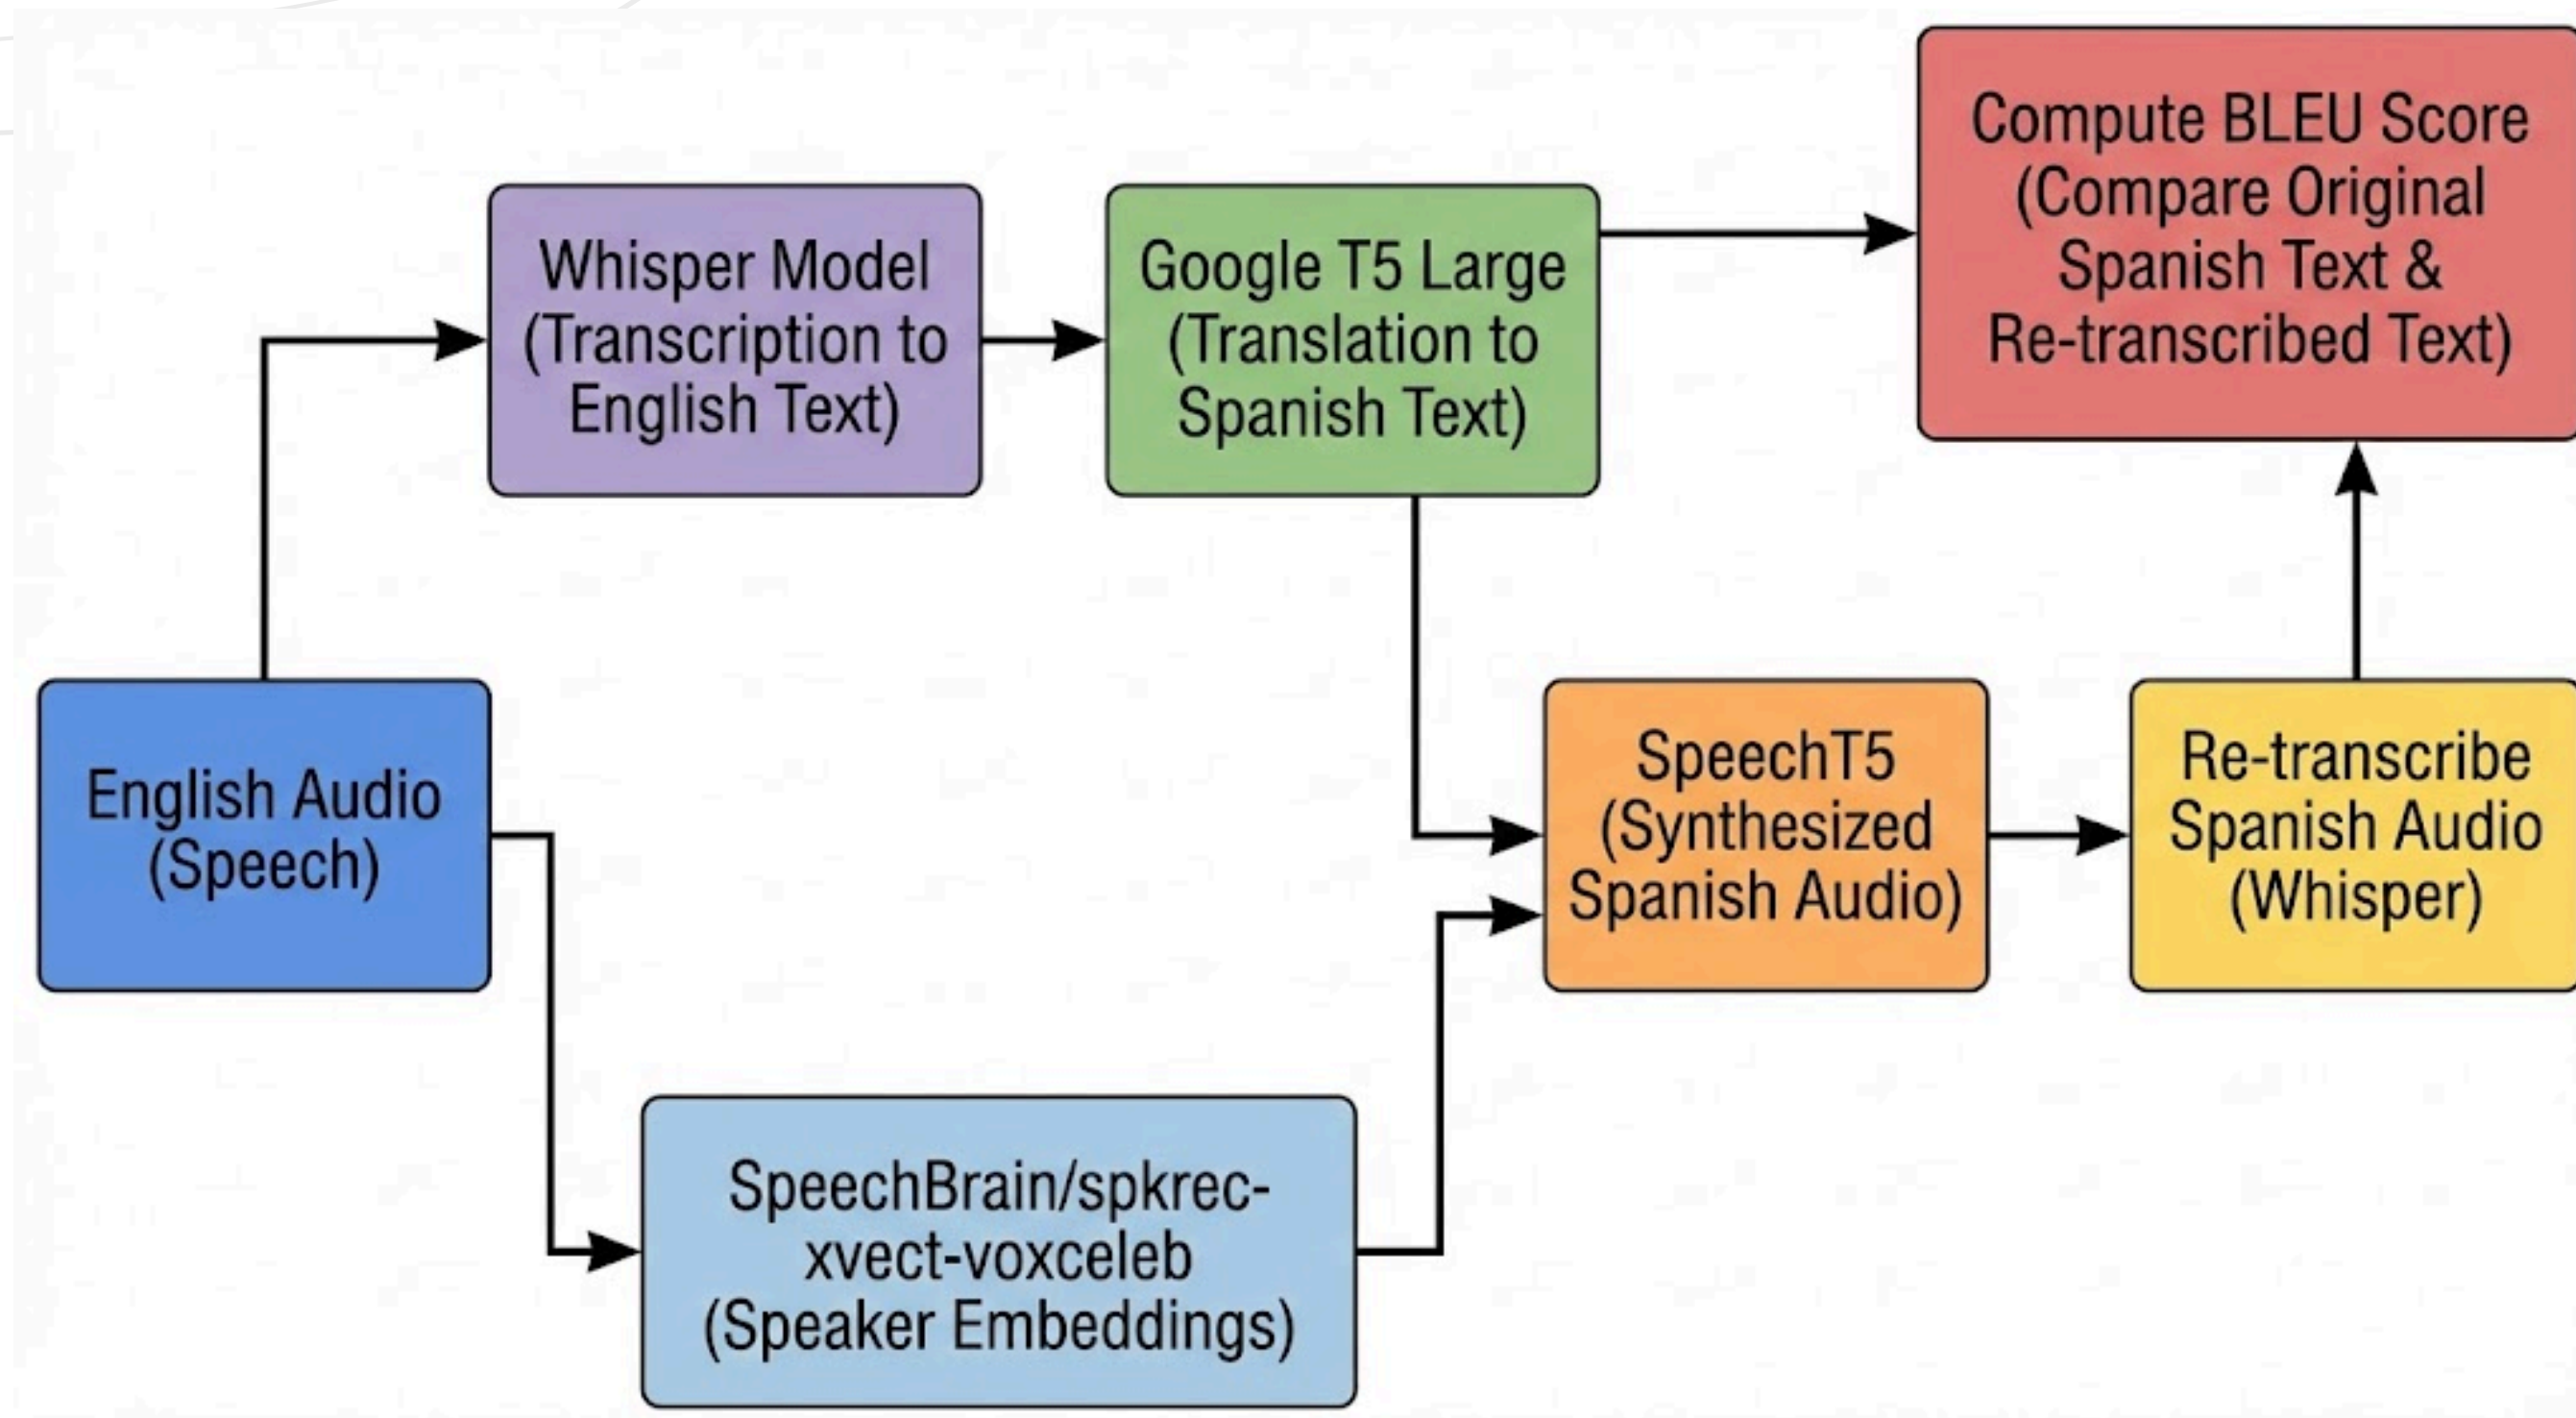 Whisper Model
(Transcription to
English Text)
Google T5 Large
(Translation to
Spanish Text)
Compute BLEU Score
(Compare Original
Spanish Text &
Re-transcribed Text)
English Audio
(Speech)
SpeechT5
(Synthesized
Spanish Audio)
Re-transcribe
Spanish Audio
(Whisper)
SpeechBrain/spkrec-
xvect-voxceleb
(Speaker Embeddings)